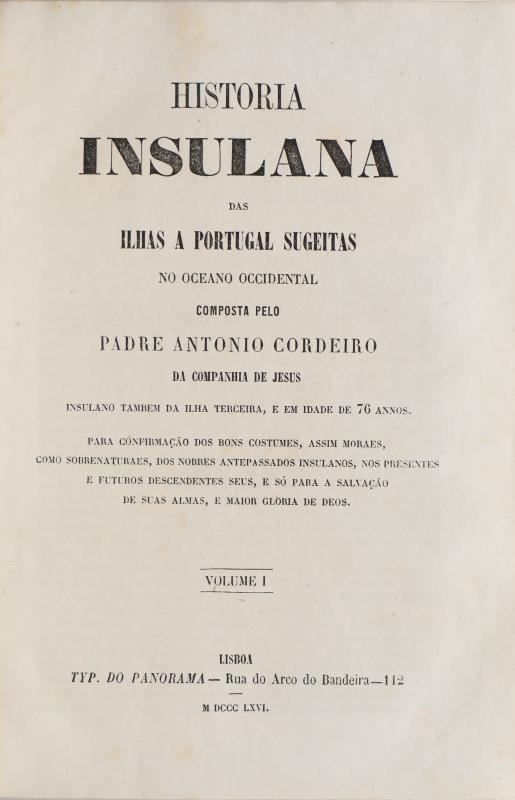 HISTORIA
INSULANA
DAS
ILHAS A PORTUGAL SUGEITAS
NO OCEANO OCCIDENTAL
COMPOSTA PELO
PADRE ANTONIO CORDEIRO
DA COMPANHIA DE JESUS
INSULANO TAMBEM DA ILHA TERCEIRA, E EM IDADE DE 76 ANNOS.
PARA CÓNFIRMAÇÃO DOS BONS COSTUMES, ASSIM MORAES,
COMO SOBRENATURAES, DOS NOBRES ANTEPASSADOS INSULANOS, NOS PRESENTES
E FUTUROS DESCENDENTES SEUS, E SÓ PARA A SALVAÇÃO
DE SUAS ALMAS, E MAIOR GLORIA DE DEOS.
VOLUME I
LISBOA
TYP. DO PANORAMA — Rua do Arco do Bandeira — 112
M DCCC LXVI.